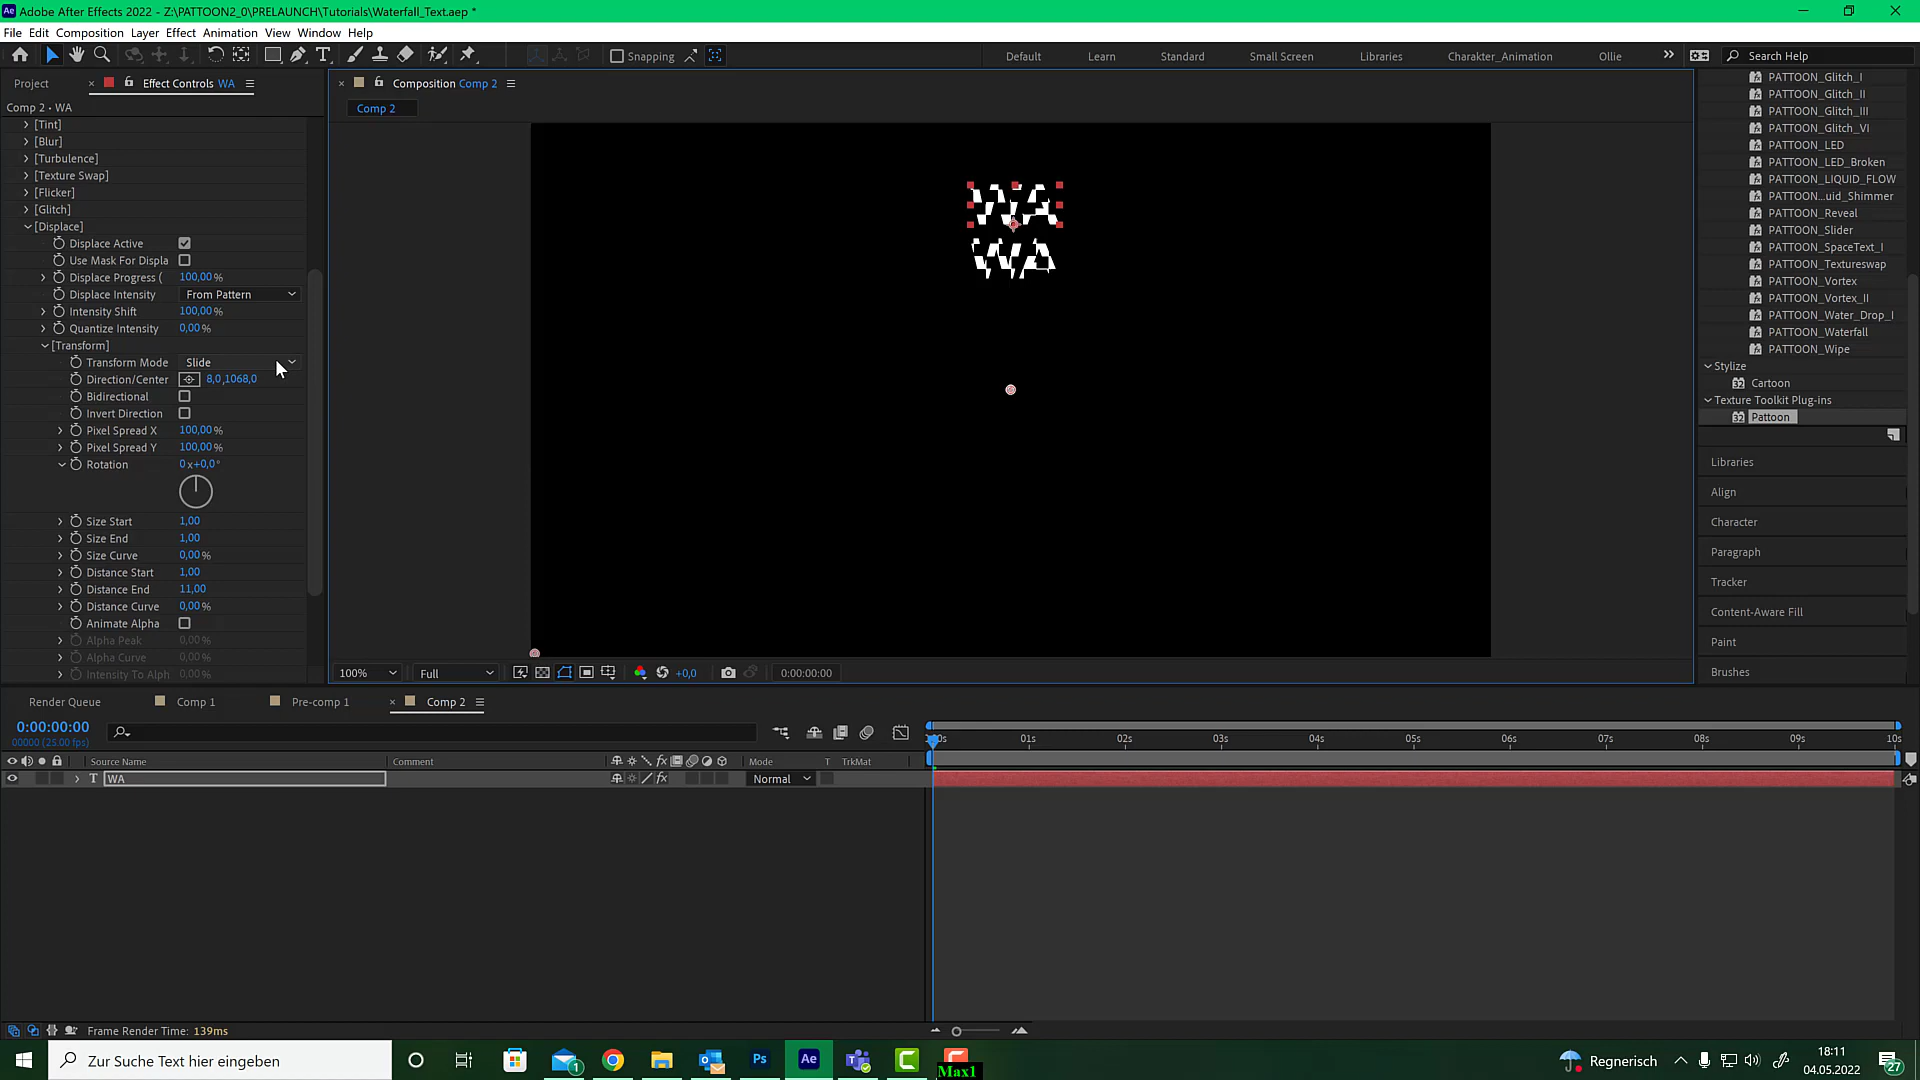 Adobe After Effects 2022 - Z:\PATTOON2_0\PRELAUNCH\Tutorials\Waterfall_Text.aep *
File Edit Composition Layer Effect Animation View Window Help
Snapping Default Learn Standard Small Screen Libraries Charakter_Animation Ollie Search Help
Project Effect Controls WA
Comp 2 • WA
[Tint]
[Blur]
[Turbulence]
[Texture Swap]
[Flicker]
[Glitch]
[Displace]
Displace Active
Use Mask For Displa
Displace Progress ( 100,00 %
Displace Intensity From Pattern
Intensity Shift 100,00 %
Quantize Intensity 0,00 %
[Transform]
Transform Mode Slide
Direction/Center 8,0,1068,0
Bidirectional
Invert Direction
Pixel Spread X 100,00 %
Pixel Spread Y 100,00 %
Rotation 0 x+0,0°
Size Start 1,00
Size End 1,00
Size Curve 0,00 %
Distance Start 1,00
Distance End 11,00
Distance Curve 0,00 %
Animate Alpha
Alpha Peak 0,00 %
Alpha Curve 0,00 %
Intensity To Alph 0,00 %
Composition Comp 2
Comp 2
WA
WA
100% Full +0,0 0:00:00:00
PATTOON_Glitch_I
PATTOON_Glitch_II
PATTOON_Glitch_III
PATTOON_Glitch_VI
PATTOON_LED
PATTOON_LED_Broken
PATTOON_LIQUID_FLOW
PATTOON...uid_Shimmer
PATTOON_Reveal
PATTOON_Slider
PATTOON_SpaceText_I
PATTOON_Textureswap
PATTOON_Vortex
PATTOON_Vortex_II
PATTOON_Water_Drop_I
PATTOON_Waterfall
PATTOON_Wipe
Stylize
Cartoon
Texture Toolkit Plug-ins
Pattoon
Libraries
Align
Character
Paragraph
Tracker
Content-Aware Fill
Paint
Brushes
Render Queue Comp 1 Pre-comp 1 Comp 2
0:00:00:00
00000 (25.00 fps)
01s 02s 03s 04s 05s 06s 07s 08s 09s 10s
Source Name Comment Mode T TrkMat
T WA Normal
Frame Render Time: 139ms
Zur Suche Text hier eingeben
Max1
Regnerisch
18:11
04.05.2022
27